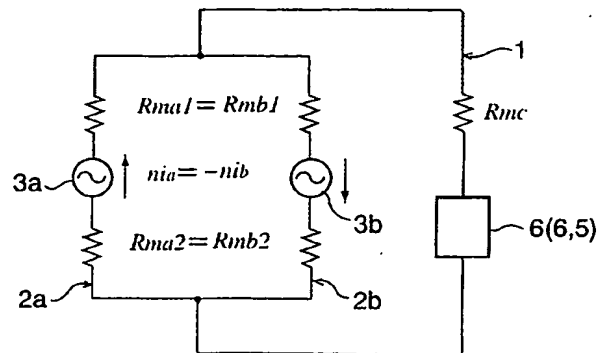 1
Rma1=Rmb1
Rmc
3a
nia= -nib
3b
Rma2=Rmb2
6(6,5)
2a
2b